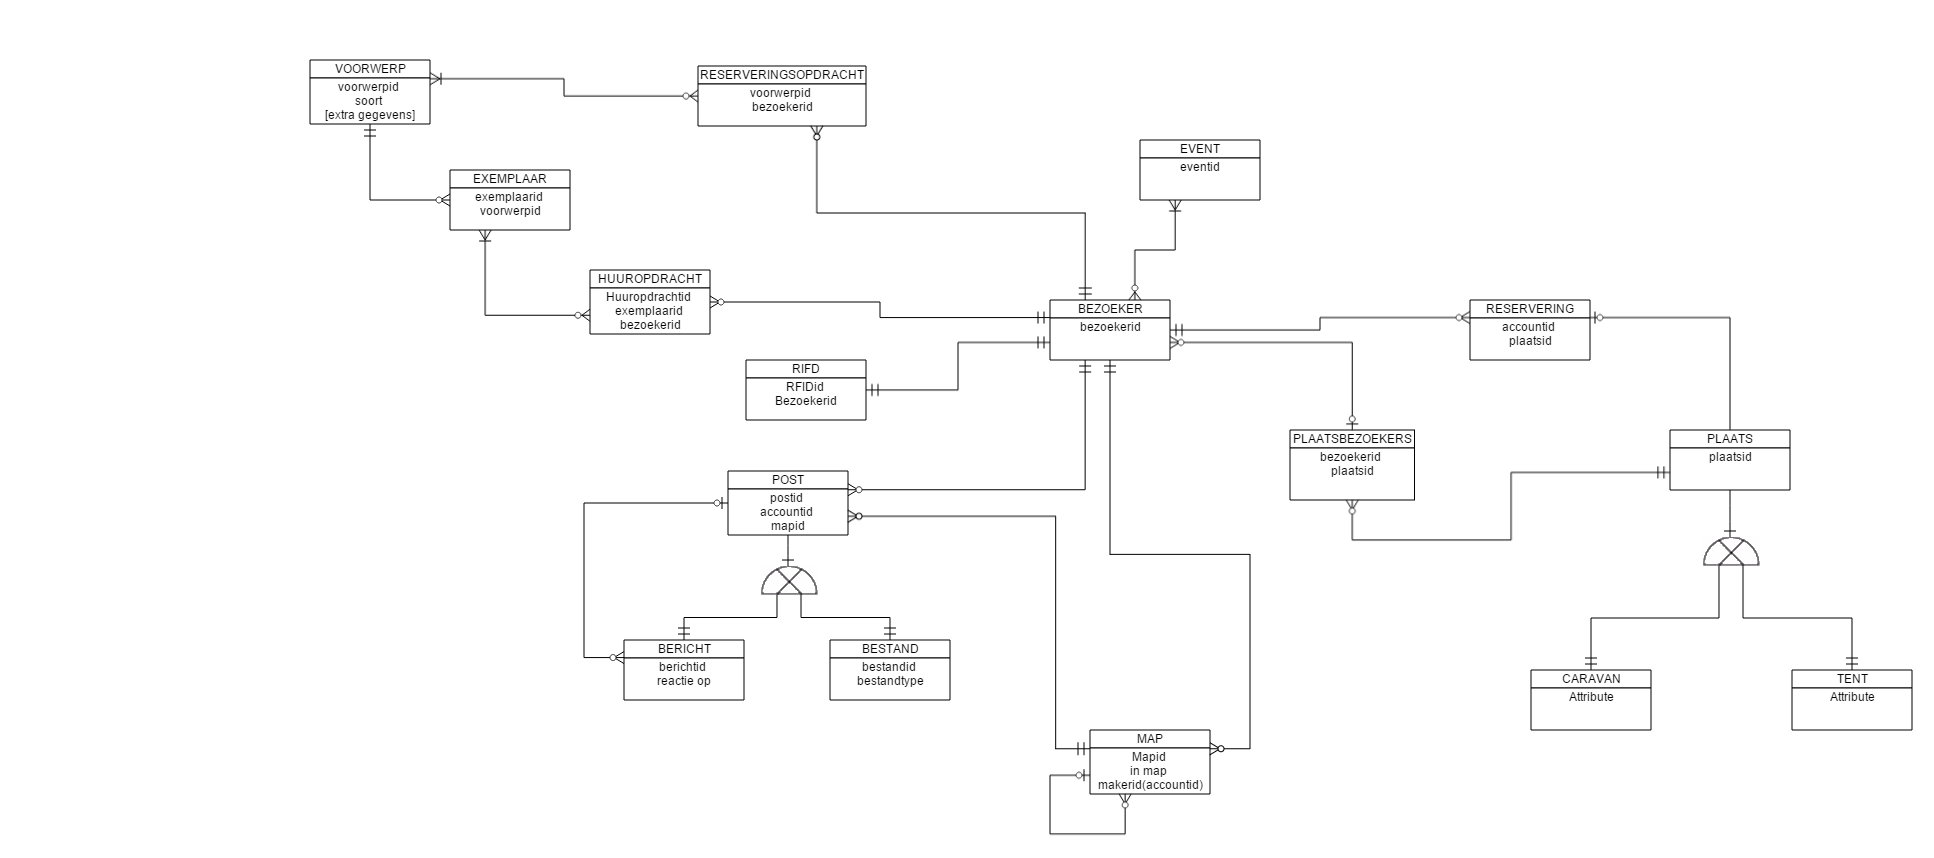 VOORWERP
voorwerpid
soort
[extra gegevens]
RESERVERINGSOPDRACHT
voorwerpid
bezoekerid
EVENT
eventid
EXEMPLAAR
exemplaarid
voorwerpid
HUUROPDRACHT
Huuropdrachtid
exemplaarid
bezoekerid
BEZOEKER
bezoekerid
RESERVERING
accountid
plaatsid
RIFD
RFIDid
Bezoekerid
PLAATSBEZOEKERS
bezoekerid
plaatsid
PLAATS
plaatsid
POST
postid
accountid
mapid
BERICHT
berichtid
reactie op
BESTAND
bestandid
bestandtype
CARAVAN
Attribute
TENT
Attribute
MAP
Mapid
in map
makerid(accountid)